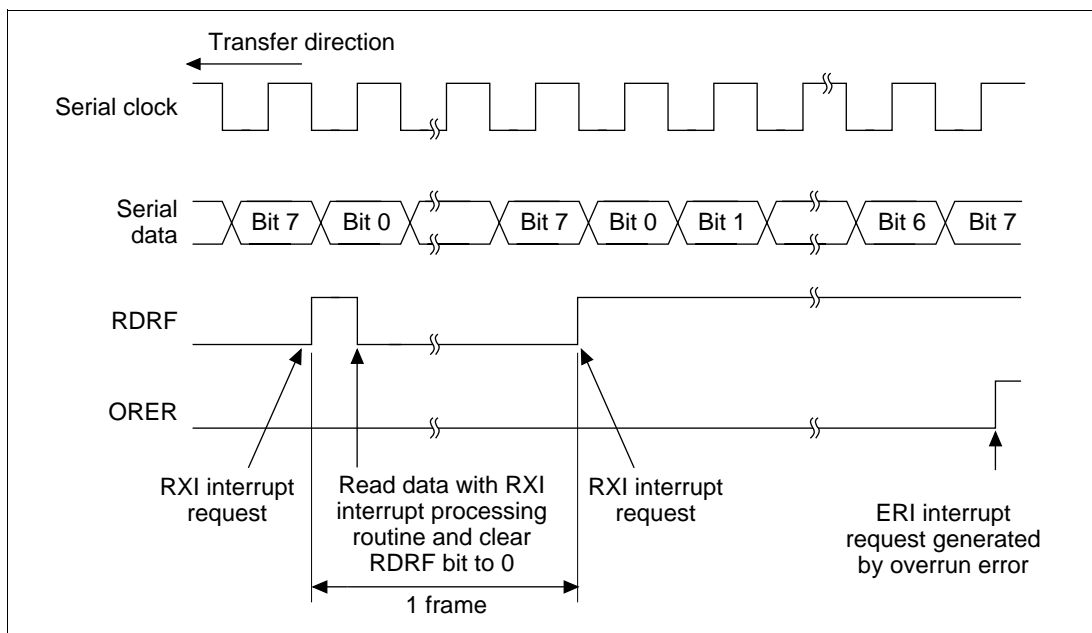 Transfer direction
Serial clock
Serial
data
Bit 7 Bit 0 Bit 7 Bit 0 Bit 1 Bit 6 Bit 7
RDRF
ORER
RXI interrupt
request
Read data with RXI
interrupt processing
routine and clear
RDRF bit to 0
RXI interrupt
request
ERI interrupt
request generated
by overrun error
1 frame